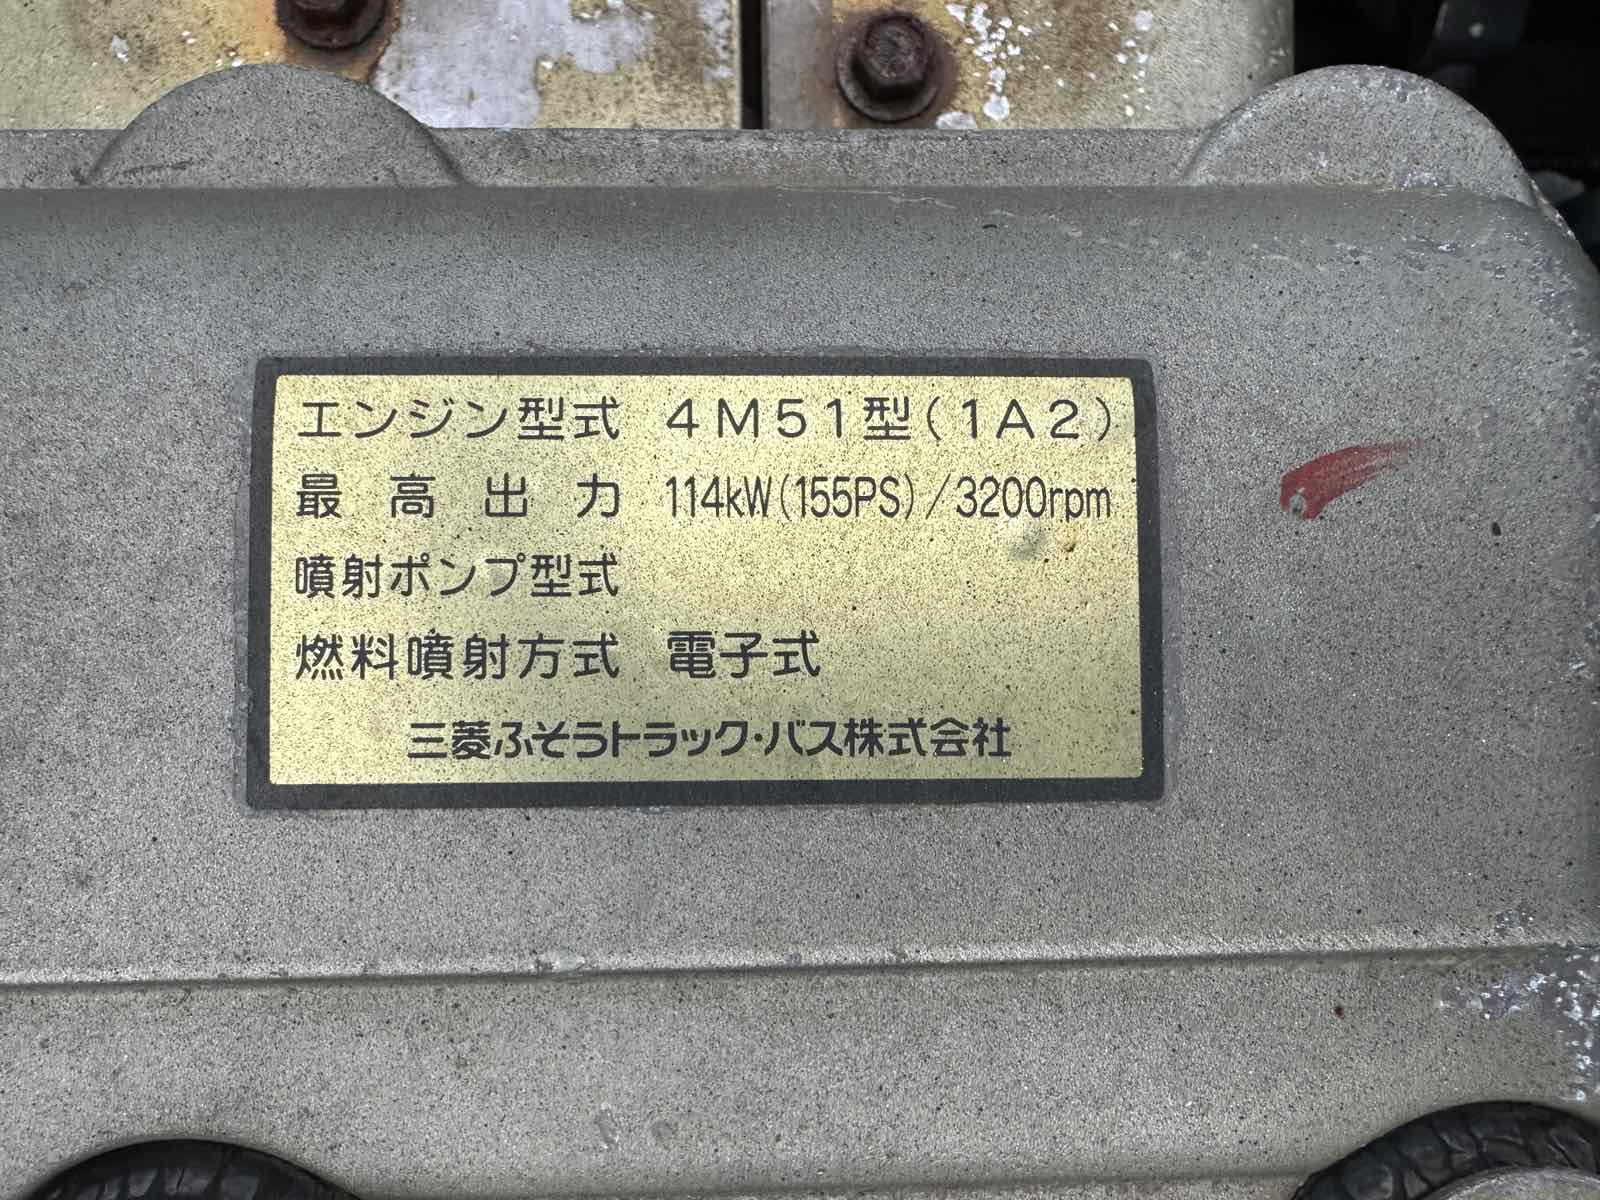 エンジン型式 4M51型(1A2)
最高出力 114kW(155PS)/3200rpm
噴射ポンプ型式
燃料噴射方式 電子式
三菱ふそうトラック・バス株式会社